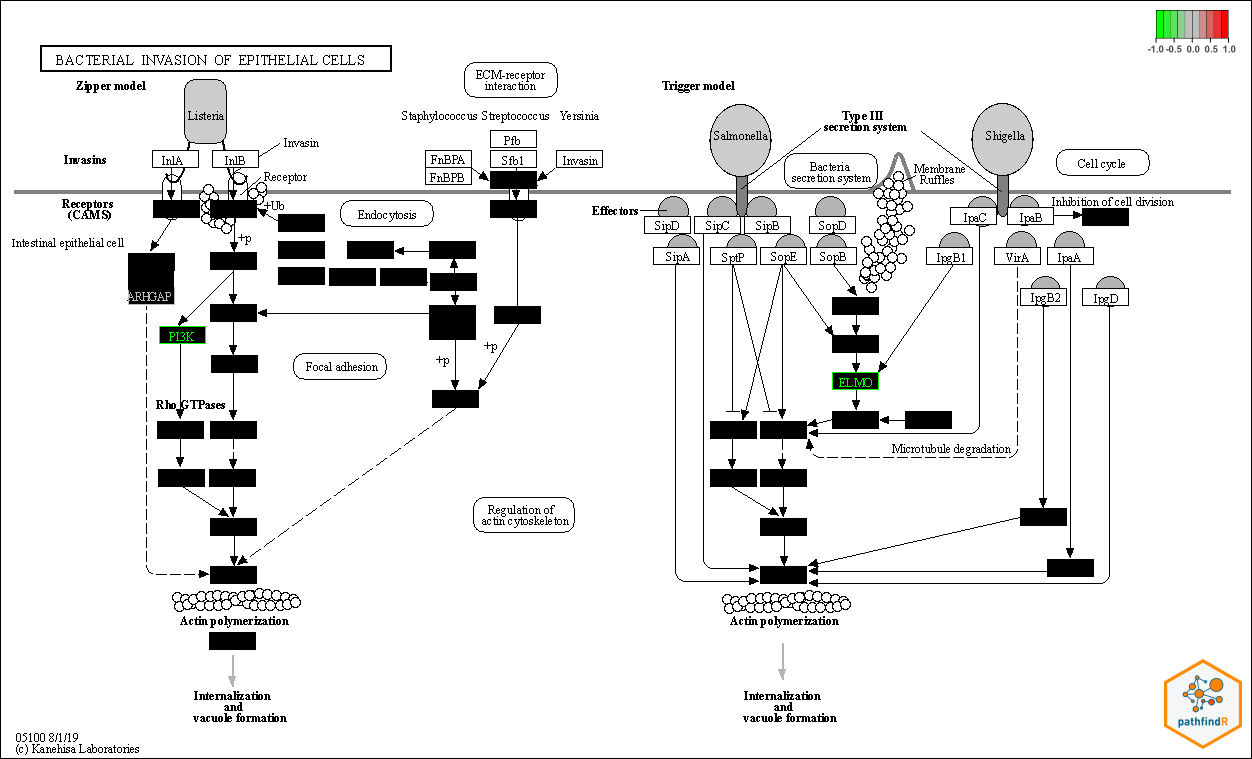 -1.0 -0.5 0.0 0.5 1.0
BACTERIAL INVASION OF EPITHELIAL CELLS
Zipper model
ECM-receptor
interaction
Trigger model
Listeria
Staphylococcus Streptococcus Yersinia
Salmonella
Type III
secretion system
Shigella
Invasin
Pfb
Invasins
InlA
InlB
FnBPA
FnBPB
Sfb1
Invasin
Bacteria
secretion system
Membrane
Ruffles
Cell cycle
Receptor
Receptors
(CAMS)
+Ub
Endocytosis
Effectors
SipD
SipC
SipB
SopD
IpaC
IpaB
Inhibition of cell division
Intestinal epithelial cell
+p
SipA
SptP
SopE
SopB
IpgB1
VirA
IpaA
ARHGAP
IpgB2
IpgD
PI3K
+p
+p
Focal adhesion
ELMO
Rho GTPases
Microtubule degradation
Regulation of
actin cytoskeleton
Actin polymerization
Actin polymerization
Internalization
and
vacuole formation
Internalization
and
vacuole formation
05100 8/1/19
(c) Kanehisa Laboratories
pathfindR